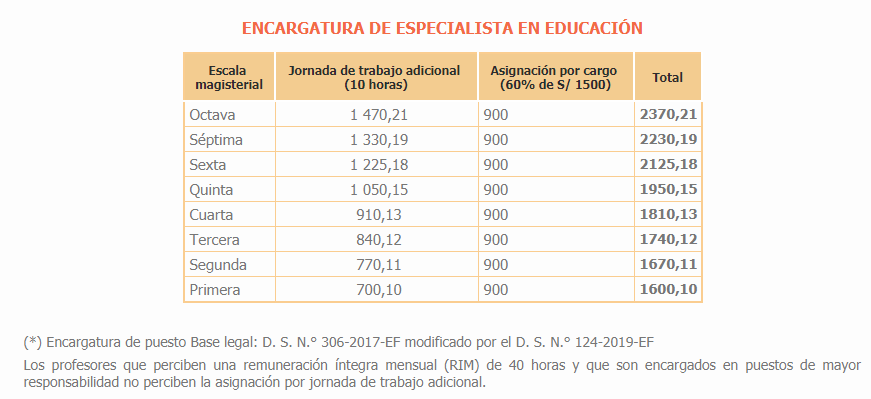 ENCARGATURA DE ESPECIALISTA EN EDUCACIÓN
Escala magisterial Jornada de trabajo adicional (10 horas) Asignación por cargo (60% de S/ 1500) Total
Octava 1 470,21 900 2370,21
Séptima 1 330,19 900 2230,19
Sexta 1 225,18 900 2125,18
Quinta 1 050,15 900 1950,15
Cuarta 910,13 900 1810,13
Tercera 840,12 900 1740,12
Segunda 770,11 900 1670,11
Primera 700,10 900 1600,10
(*) Encargatura de puesto Base legal: D. S. N.° 306-2017-EF modificado por el D. S. N.° 124-2019-EF
Los profesores que perciben una remuneración íntegra mensual (RIM) de 40 horas y que son encargados en puestos de mayor
responsabilidad no perciben la asignación por jornada de trabajo adicional.